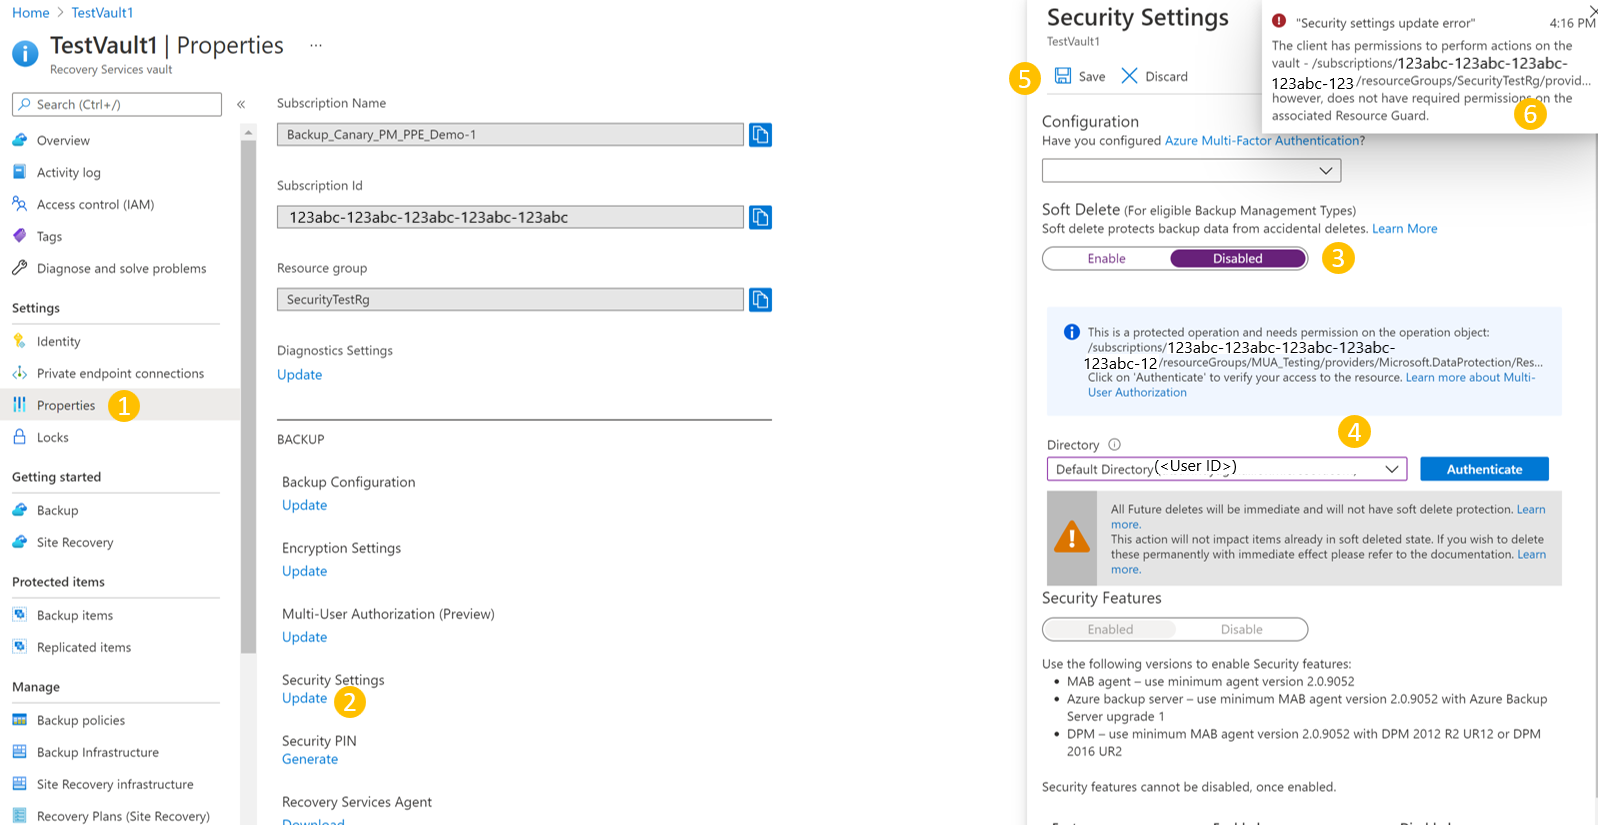 Home > TestVault1
TestVault1 | Properties ...
Recovery Services vault
Search (Ctrl+/)
«
Overview
Activity log
Access control (IAM)
Tags
Diagnose and solve problems
Settings
Identity
Private endpoint connections
Properties 1
Locks
Getting started
Backup
Site Recovery
Protected items
Backup items
Replicated items
Manage
Backup policies
Backup Infrastructure
Site Recovery infrastructure
Recovery Plans (Site Recovery)
Subscription Name
Backup_Canary_PM_PPE_Demo-1
Subscription Id
123abc-123abc-123abc-123abc-123abc
Resource group
SecurityTestRg
Diagnostics Settings
Update
BACKUP
Backup Configuration
Update
Encryption Settings
Update
Multi-User Authorization (Preview)
Update
Security Settings
Update 2
Security PIN
Generate
Recovery Services Agent
Download
Security Settings
TestVault1
5 Save Discard
"Security settings update error" 4:16 PM
The client has permissions to perform actions on the
vault - /subscriptions/123abc-123abc-123abc-
123abc-123 /resourceGroups/SecurityTestRg/provid...
however, does not have required permissions on the
associated Resource Guard. 6
Configuration
Have you configured Azure Multi-Factor Authentication?
Soft Delete (For eligible Backup Management Types)
Soft delete protects backup data from accidental deletes. Learn More
Enable Disabled 3
This is a protected operation and needs permission on the operation object:
/subscriptions/123abc-123abc-123abc-123abc-
123abc-12/resourceGroups/MUA_Testing/providers/Microsoft.DataProtection/Res...
Click on 'Authenticate' to verify your access to the resource. Learn more about Multi-
User Authorization
4
Directory
Default Directory(<User ID>) Authenticate
All Future deletes will be immediate and will not have soft delete protection. Learn
more.
This action will not impact items already in soft deleted state. If you wish to delete
these permanently with immediate effect please refer to the documentation. Learn
more.
Security Features
Enabled Disable
Use the following versions to enable Security features:
• MAB agent – use minimum agent version 2.0.9052
• Azure backup server – use minimum MAB agent version 2.0.9052 with Azure Backup
Server upgrade 1
• DPM – use minimum MAB agent version 2.0.9052 with DPM 2012 R2 UR12 or DPM
2016 UR2
Security features cannot be disabled, once enabled.